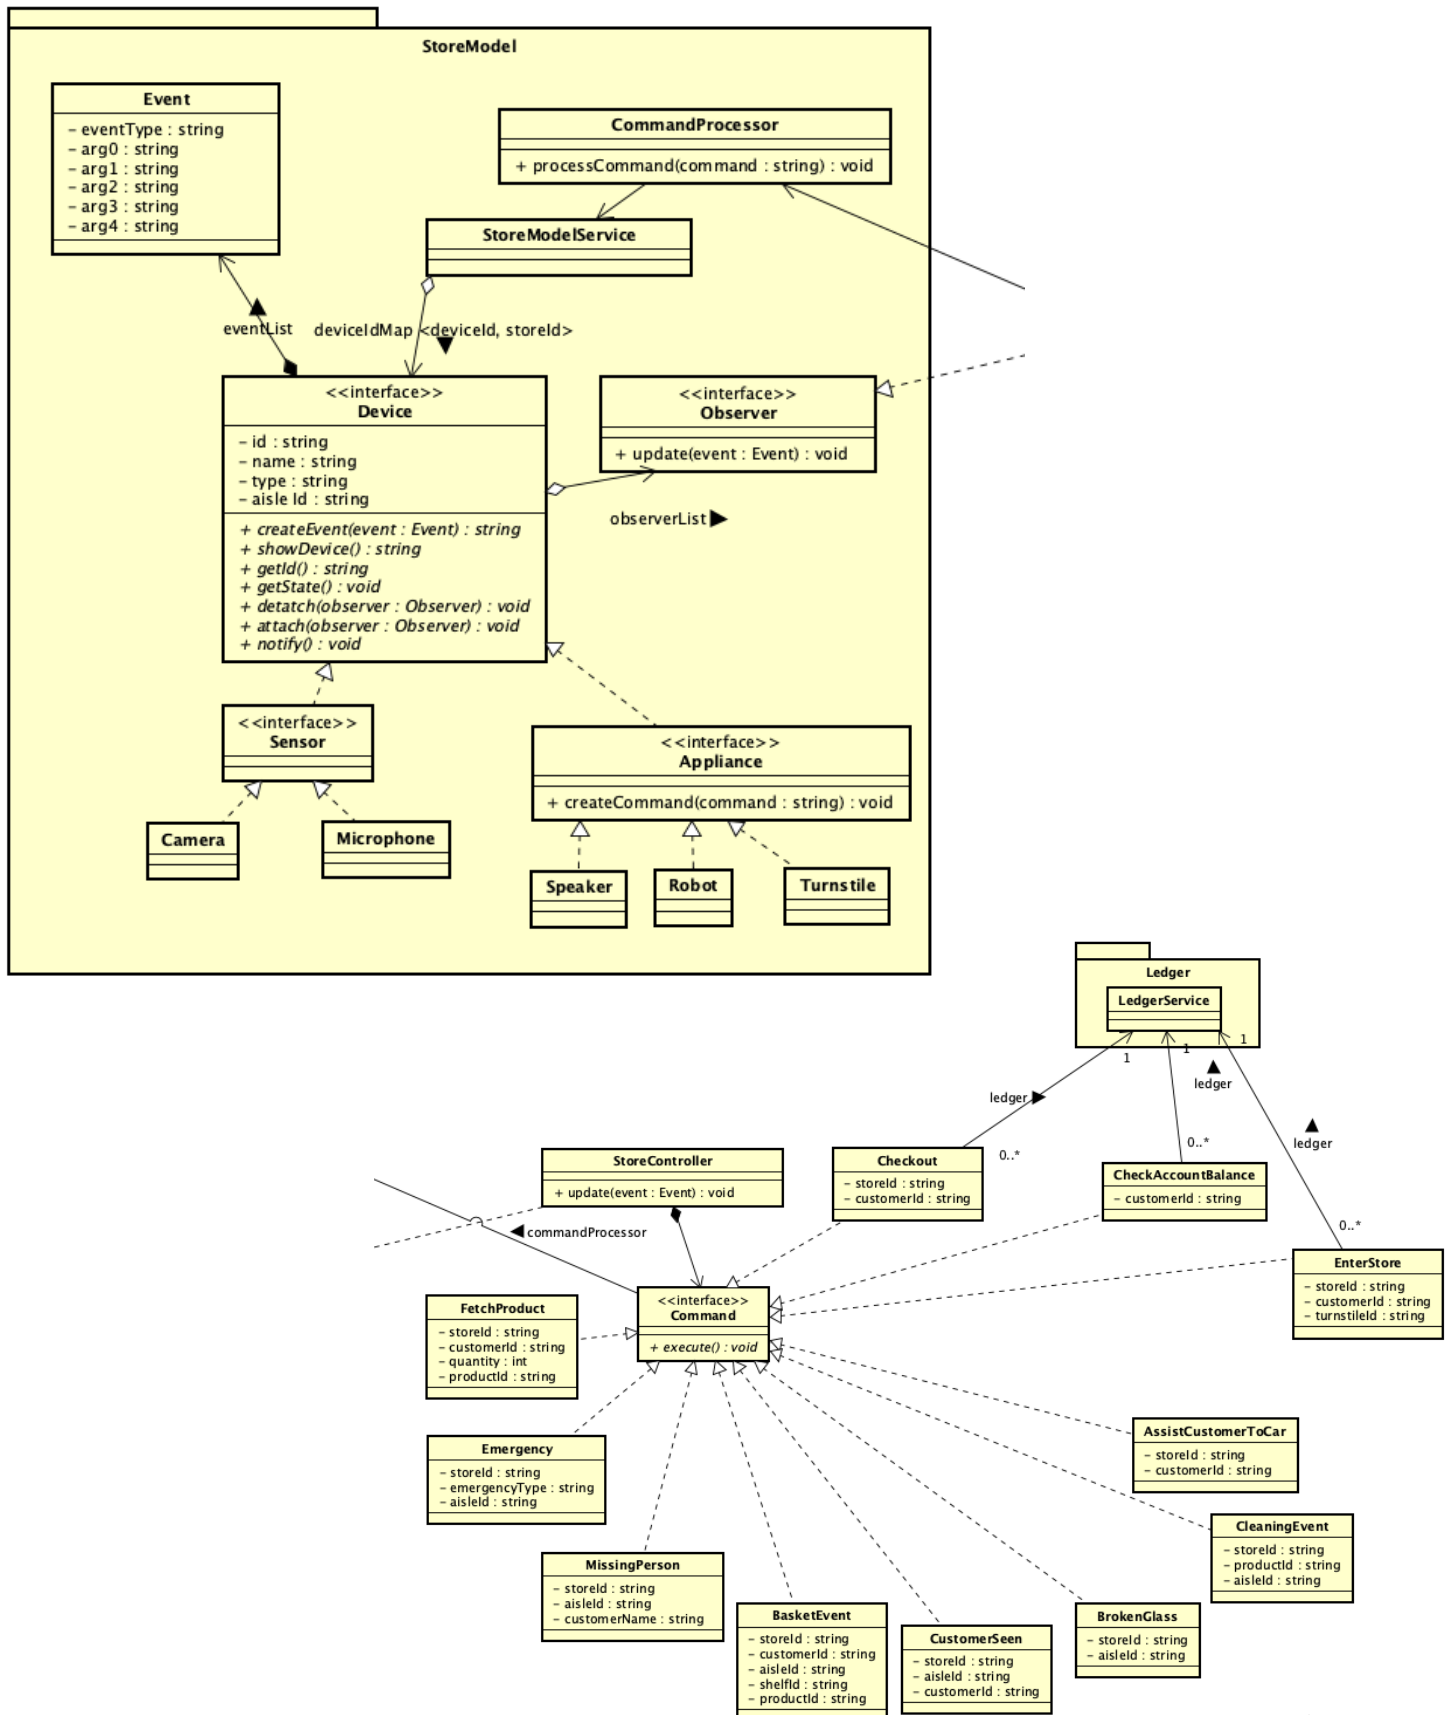 StoreModel
Event
– eventType : string
– arg0 : string
– arg1 : string
– arg2 : string
– arg3 : string
– arg4 : string
CommandProcessor
+ processCommand(command : string) : void
StoreModelService
eventList
deviceIdMap <deviceId, storeId>
<<interface>>
Device
– id : string
– name : string
– type : string
– aisle Id : string
+ createEvent(event : Event) : string
+ showDevice() : string
+ getId() : string
+ getState() : void
+ detatch(observer : Observer) : void
+ attach(observer : Observer) : void
+ notify() : void
<<interface>>
Observer
+ update(event : Event) : void
observerList
<<interface>>
Sensor
<<interface>>
Appliance
+ createCommand(command : string) : void
Camera
Microphone
Speaker
Robot
Turnstile
Ledger
LedgerService
1
1
1
ledger
ledger
ledger
0..*
0..*
0..*
StoreController
+ update(event : Event) : void
commandProcessor
Checkout
– storeId : string
– customerId : string
CheckAccountBalance
– customerId : string
EnterStore
– storeId : string
– customerId : string
– turnstileId : string
<<interface>>
Command
+ execute() : void
FetchProduct
– storeId : string
– customerId : string
– quantity : int
– productId : string
Emergency
– storeId : string
– emergencyType : string
– aisleId : string
MissingPerson
– storeId : string
– aisleId : string
– customerName : string
BasketEvent
– storeId : string
– customerId : string
– aisleId : string
– shelfId : string
– productId : string
CustomerSeen
– storeId : string
– aisleId : string
– customerId : string
BrokenGlass
– storeId : string
– aisleId : string
CleaningEvent
– storeId : string
– productId : string
– aisleId : string
AssistCustomerToCar
– storeId : string
– customerId : string